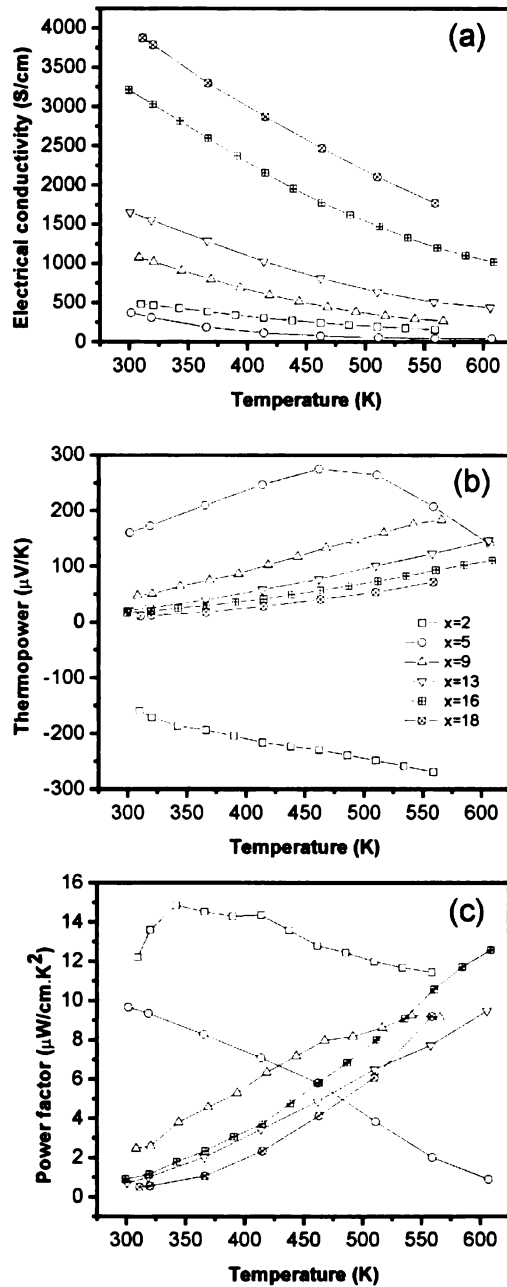 (a)
Electrical conductivity (S/cm)
4000
3500
3000
2500
2000
1500
1000
500
0
300 350 400 450 500 550 600
Temperature (K)
(b)
Thermopower (μV/K)
300
200
100
0
-100
-200
-300
x=2
x=5
x=9
x=13
x=16
x=18
300 350 400 450 500 550 600
Temperature (K)
(c)
Power factor (μW/cm.K²)
16
14
12
10
8
6
4
2
0
300 350 400 450 500 550 600
Temperature (K)